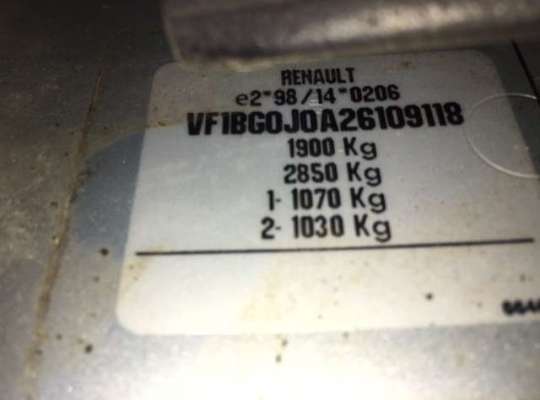 RENAULT
e2*98/14*0206
VF1BG0J0A26109118
1900 Kg
2850 Kg
1- 1070 Kg
2- 1030 Kg